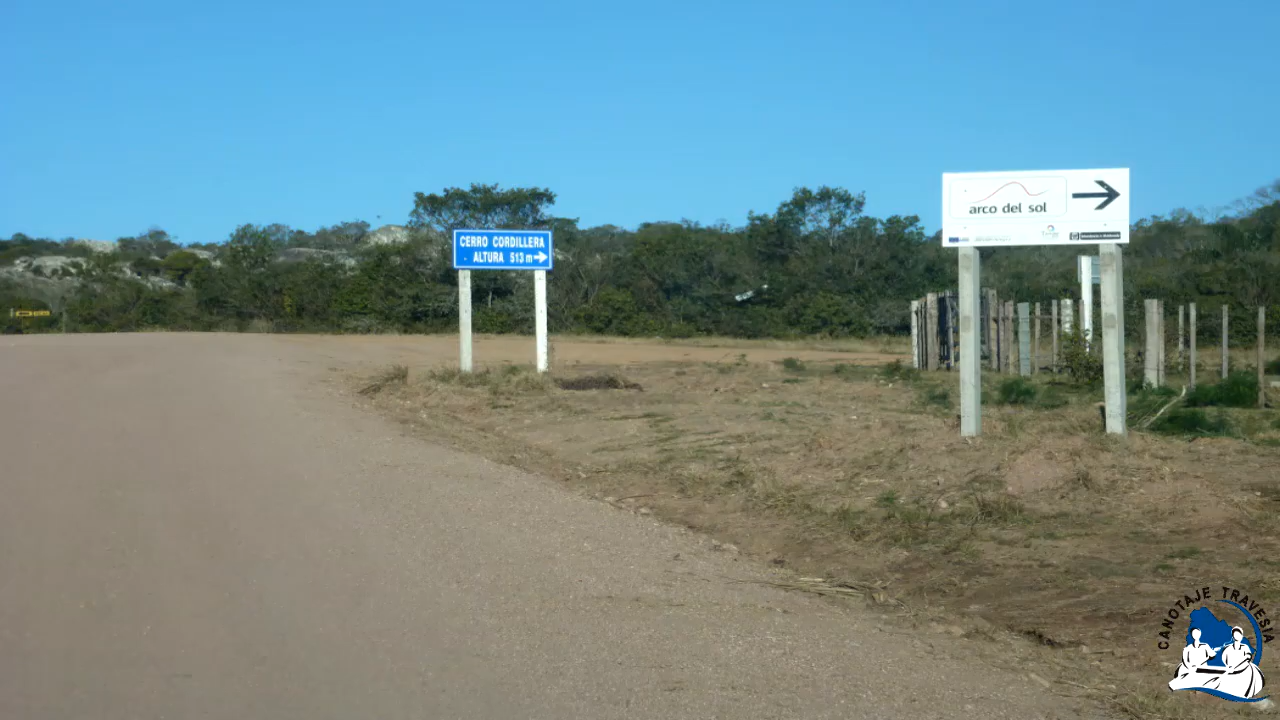 CERRO CORDILLERA
ALTURA 513 m
arco del sol
CANOTAJE TRAVESIA